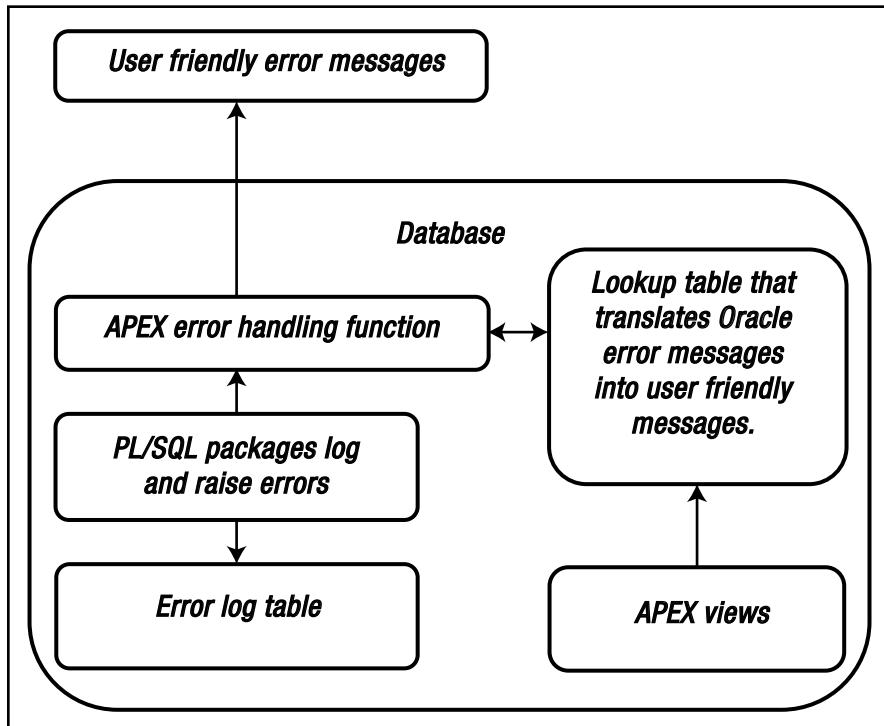 User friendly error messages
Database
APEX error handling function
Lookup table that
translates Oracle
error messages
into user friendly
messages.
PL/SQL packages log
and raise errors
Error log table
APEX views